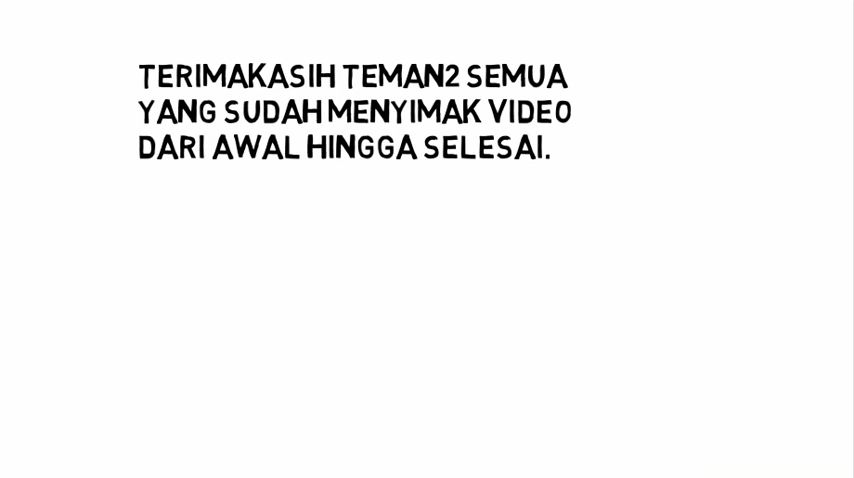 TERIMAKASIH TEMAN2 SEMUA
YANG SUDAH MENYIMAK VIDEO
DARI AWAL HINGGA SELESAI.